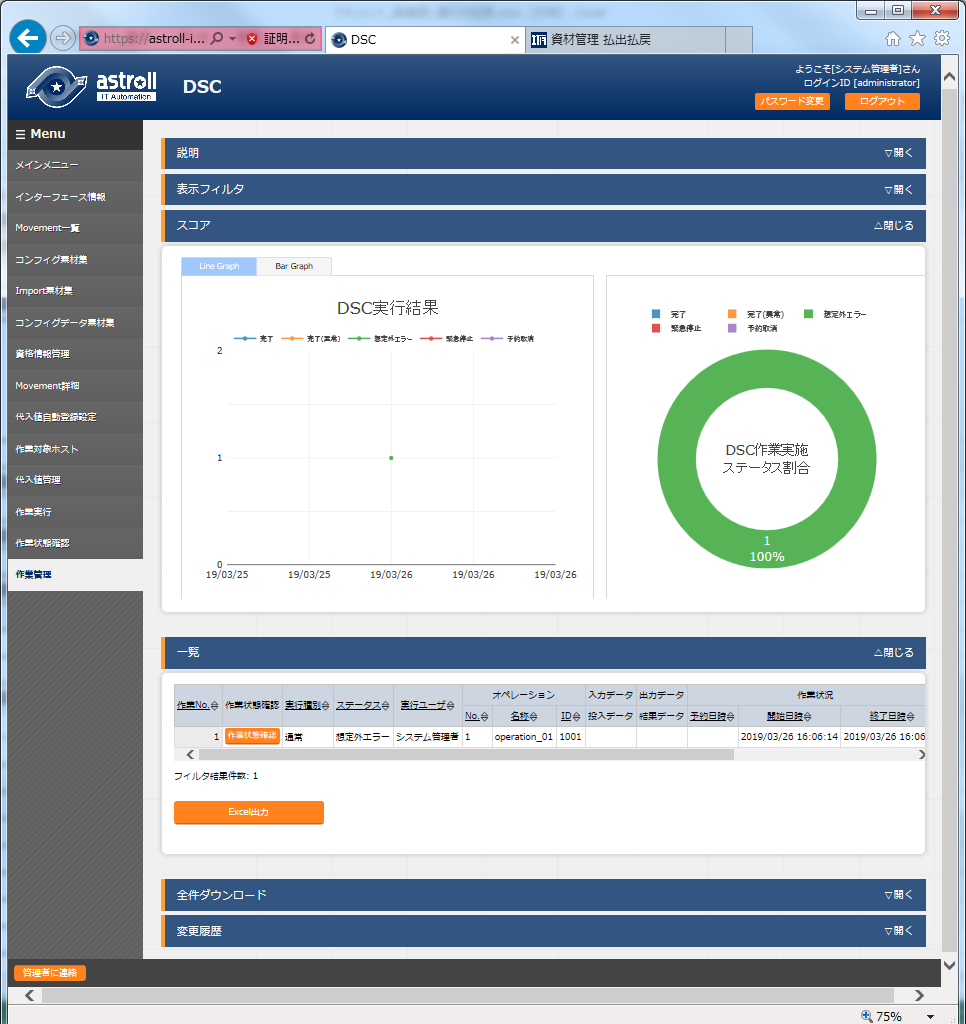 https://astroll-i...
証明...
DSC
資材管理 払出払戻
astroll
IT Automation
DSC
ようこそ[システム管理者]さん
ログインID [administrator]
パスワード変更
ログアウト
☰ Menu
メインメニュー
インターフェース情報
Movement一覧
コンフィグ素材集
Import素材集
コンフィグデータ素材集
資格情報管理
Movement詳細
代入値自動登録設定
作業対象ホスト
代入値管理
作業実行
作業状態確認
作業管理
説明
▽開く
表示フィルタ
▽開く
スコア
△閉じる
Line Graph
Bar Graph
DSC実行結果
完了 完了(異常) 想定外エラー 緊急停止 予約取消
2
1
0
19/03/25 19/03/25 19/03/26 19/03/26 19/03/26
完了 完了(異常) 想定外エラー
緊急停止 予約取消
DSC作業実施
ステータス割合
1
100%
一覧
△閉じる
オペレーション 入力データ 出力データ 作業状況
作業No. 作業状態確認 実行種別 ステータス 実行ユーザ
No. 名称 ID 投入データ 結果データ 予約日時 開始日時 終了日時
1 作業状態確認 通常 想定外エラー システム管理者 1 operation_01 1001 2019/03/26 16:06:14 2019/03/26 16:06
フィルタ結果件数: 1
Excel出力
全件ダウンロード
▽開く
変更履歴
▽開く
管理者に連絡
75%